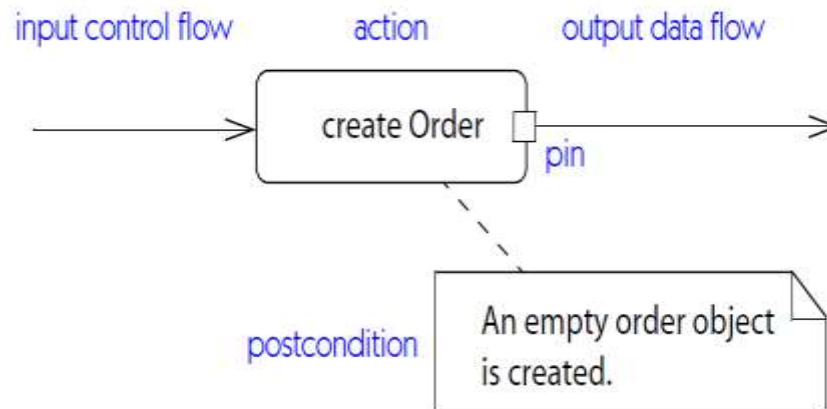 input control flow
action
output data flow
create Order
pin
postcondition
An empty order object
is created.